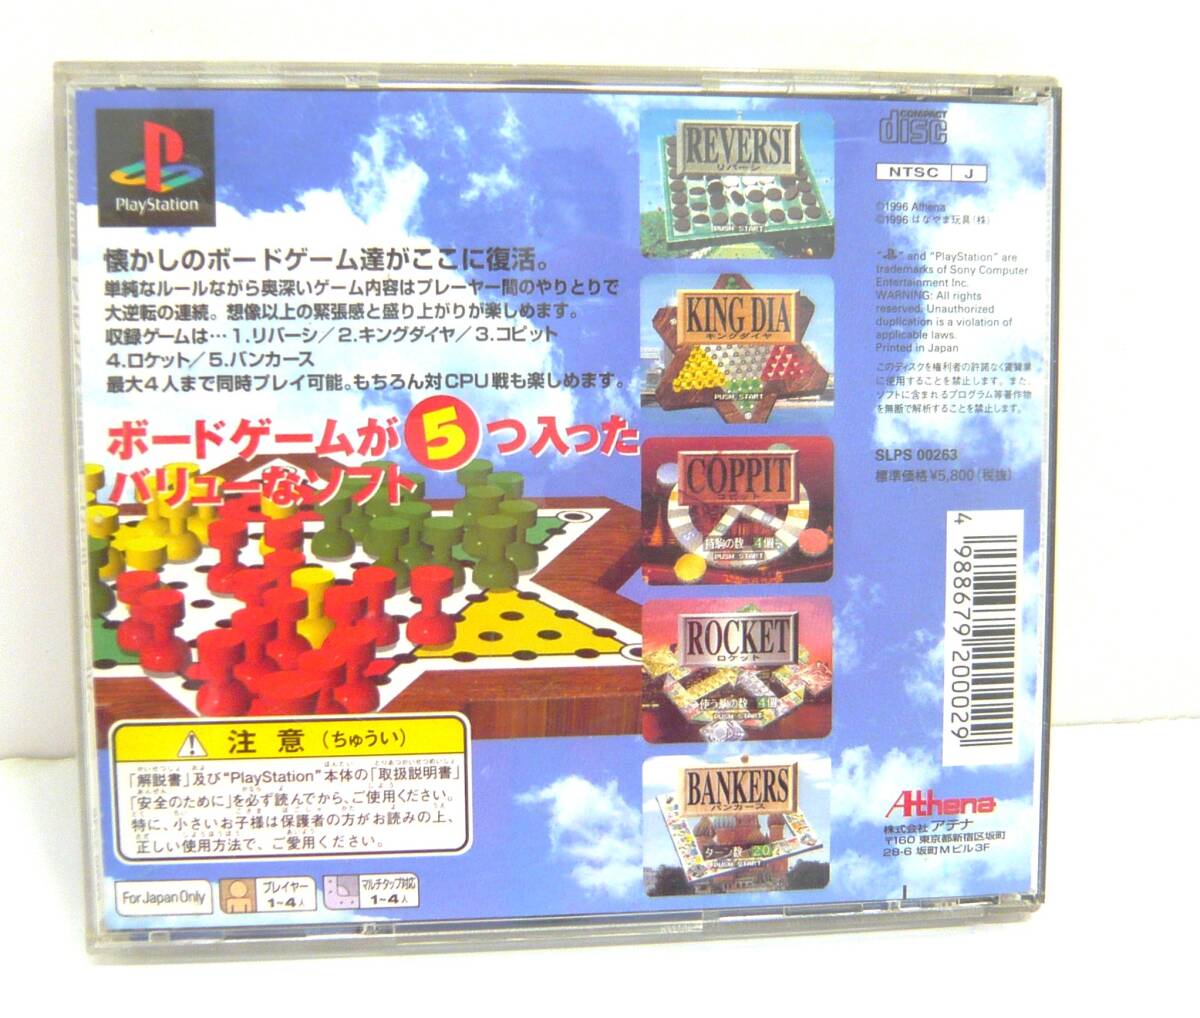 PlayStation
懐かしのボードゲーム達がここに復活。
単純なルールながら奥深いゲーム内容はプレーヤー間のやりとりで
大逆転の連続。想像以上の緊張感と盛り上がりが楽しめます。
収録ゲームは…1.リバーシ/2.キングダイヤ/3.コピット
4.ロケット/5.バンカース
最大4人まで同時プレイ可能。もちろん対CPU戦も楽しめます。
ボードゲームが5つ入った
バリューなソフト
注意(ちゅうい)
「解説書」及び"PlayStation"本体の「取扱説明書」
「安全のために」を必ず読んでから、ご使用ください。
特に、小さいお子様は保護者の方がお読みの上、
正しい使用方法で、ご愛用ください。
For Japan Only
プレイヤー
1~4人
マルチタップ対応
1~4人
REVERSI
リバーシ
PUSH START
KING DIA
キングダイヤ
PUSH START
COPPIT
コピット
持駒の数 4個
PUSH START
ROCKET
ロケット
使う駒の数 4個
PUSH START
BANKERS
バンカース
ターン数 20
PUSH START
COMPACT
disc
NTSC J
©1996 Athena
©1996 はなやま玩具(株)
" " and "PlayStation" are
trademarks of Sony Computer
Entertainment Inc.
WARNING: All rights
reserved. Unauthorized
duplication is a violation of
applicable laws.
Printed in Japan
このディスクを権利者の許諾なく賃貸業
に使用することを禁止します。また、
ソフトに含まれるプログラム等著作物
を無断で解析することを禁止します。
SLPS 00263
標準価格 ¥5,800(税抜)
4 988679 200029
Athena
株式会社 アテナ
〒160 東京都新宿区坂町
28-6 坂町Mビル3F